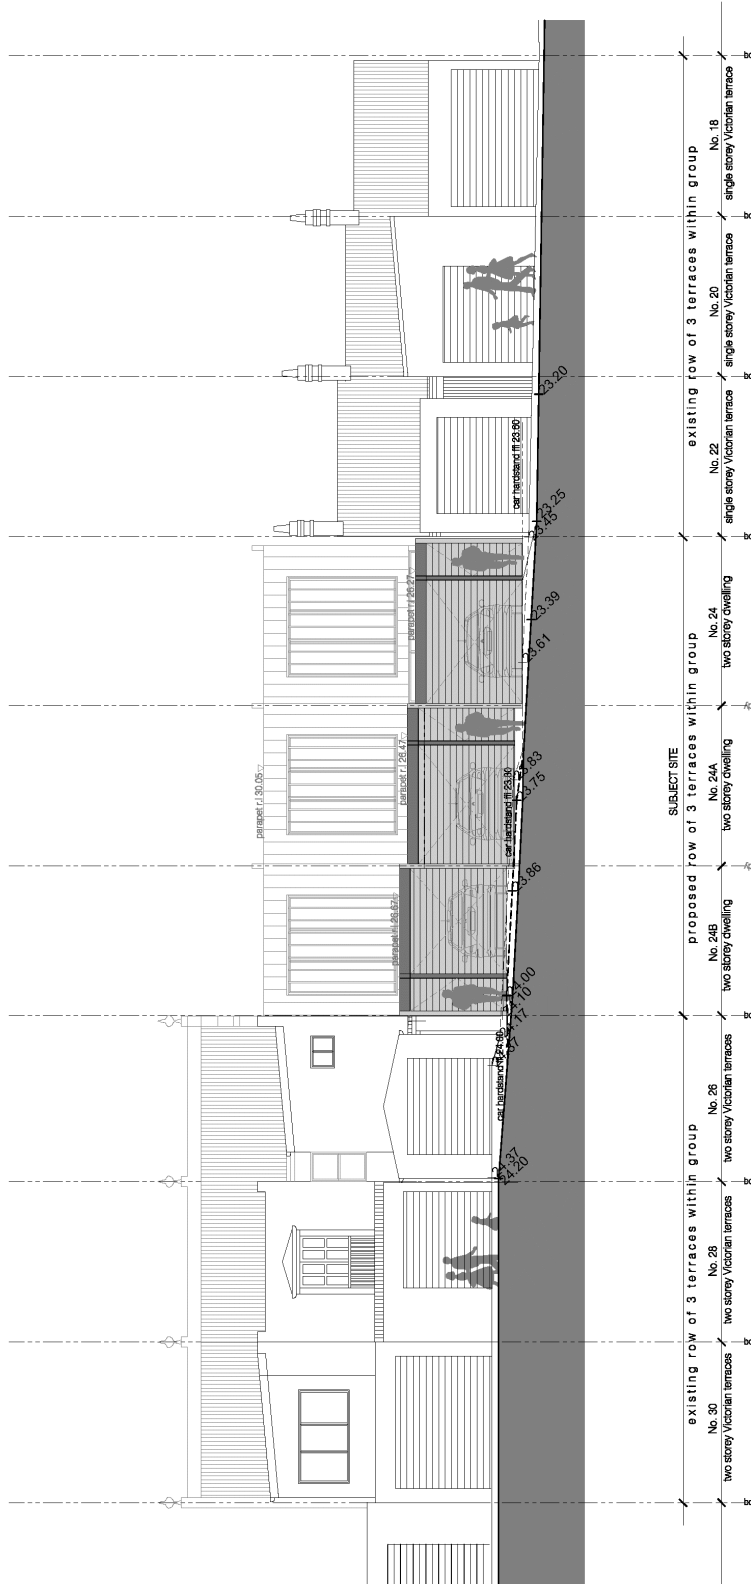 parapet r.l 30.05
parapet r.l 26.67
parapet r.l 26.47
parapet r.l 26.27
car hardstand ffl 23.80
car hardstand ffl 23.60
24.37
24.20
24.17
24.10
24.00
23.86
23.75
23.83
23.61
23.39
23.45
23.25
23.20
SUBJECT SITE
existing row of 3 terraces within group
proposed row of 3 terraces within group
existing row of 3 terraces within group
No. 30
No. 28
No. 26
No. 24B
No. 24A
No. 24
No. 22
No. 20
No. 18
two storey Victorian terraces
two storey Victorian terraces
two storey Victorian terraces
two storey dwelling
two storey dwelling
two storey dwelling
single storey Victorian terrace
single storey Victorian terrace
single storey Victorian terrace